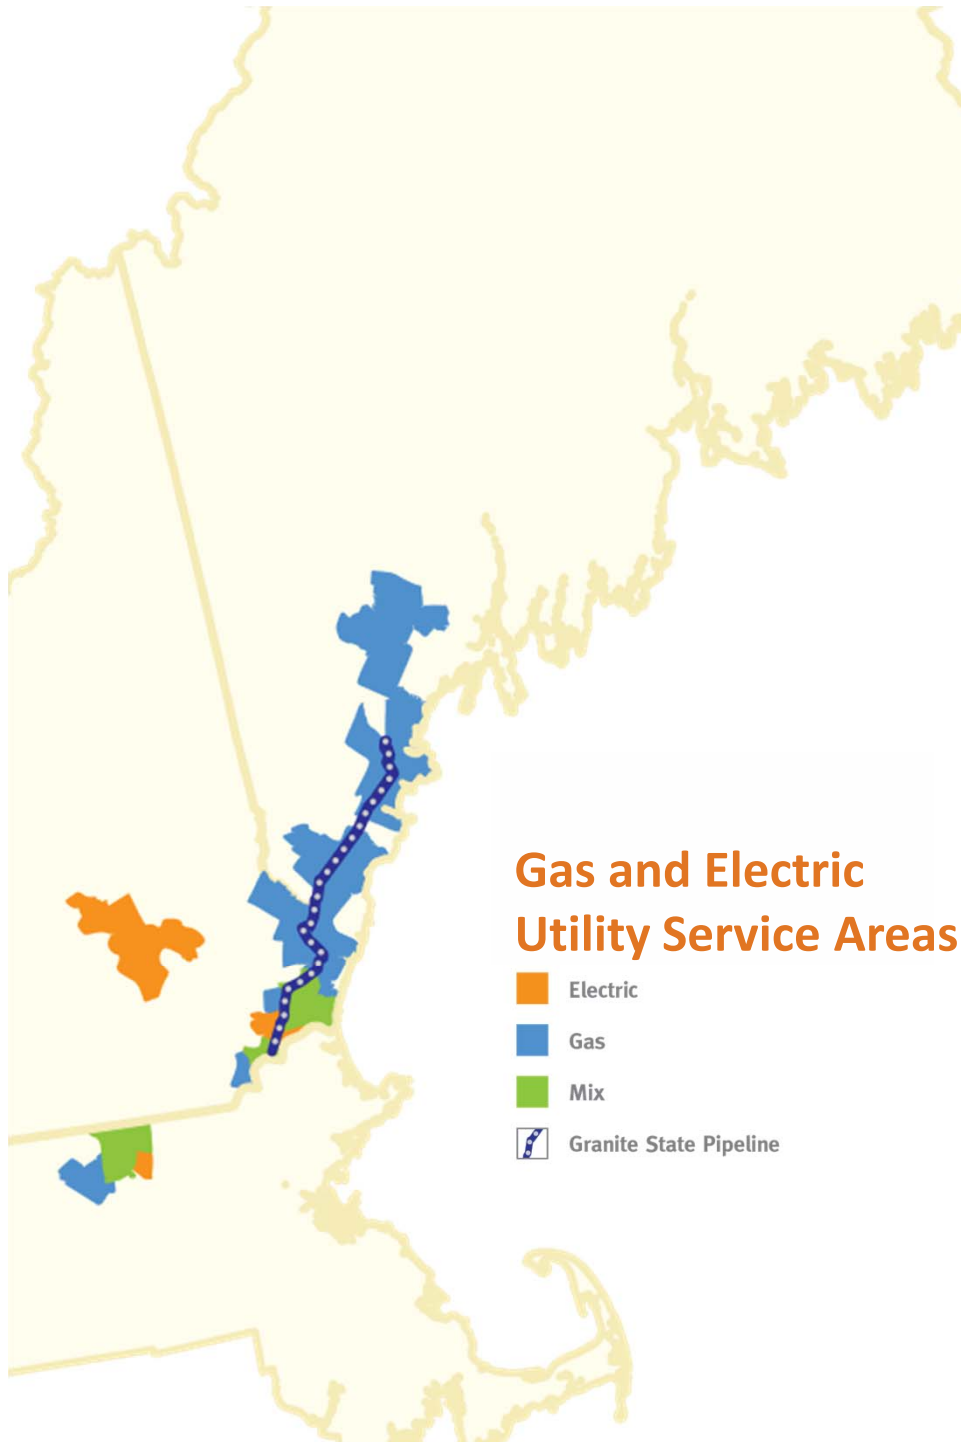 Gas and Electric
Utility Service Areas
Electric
Gas
Mix
Granite State Pipeline